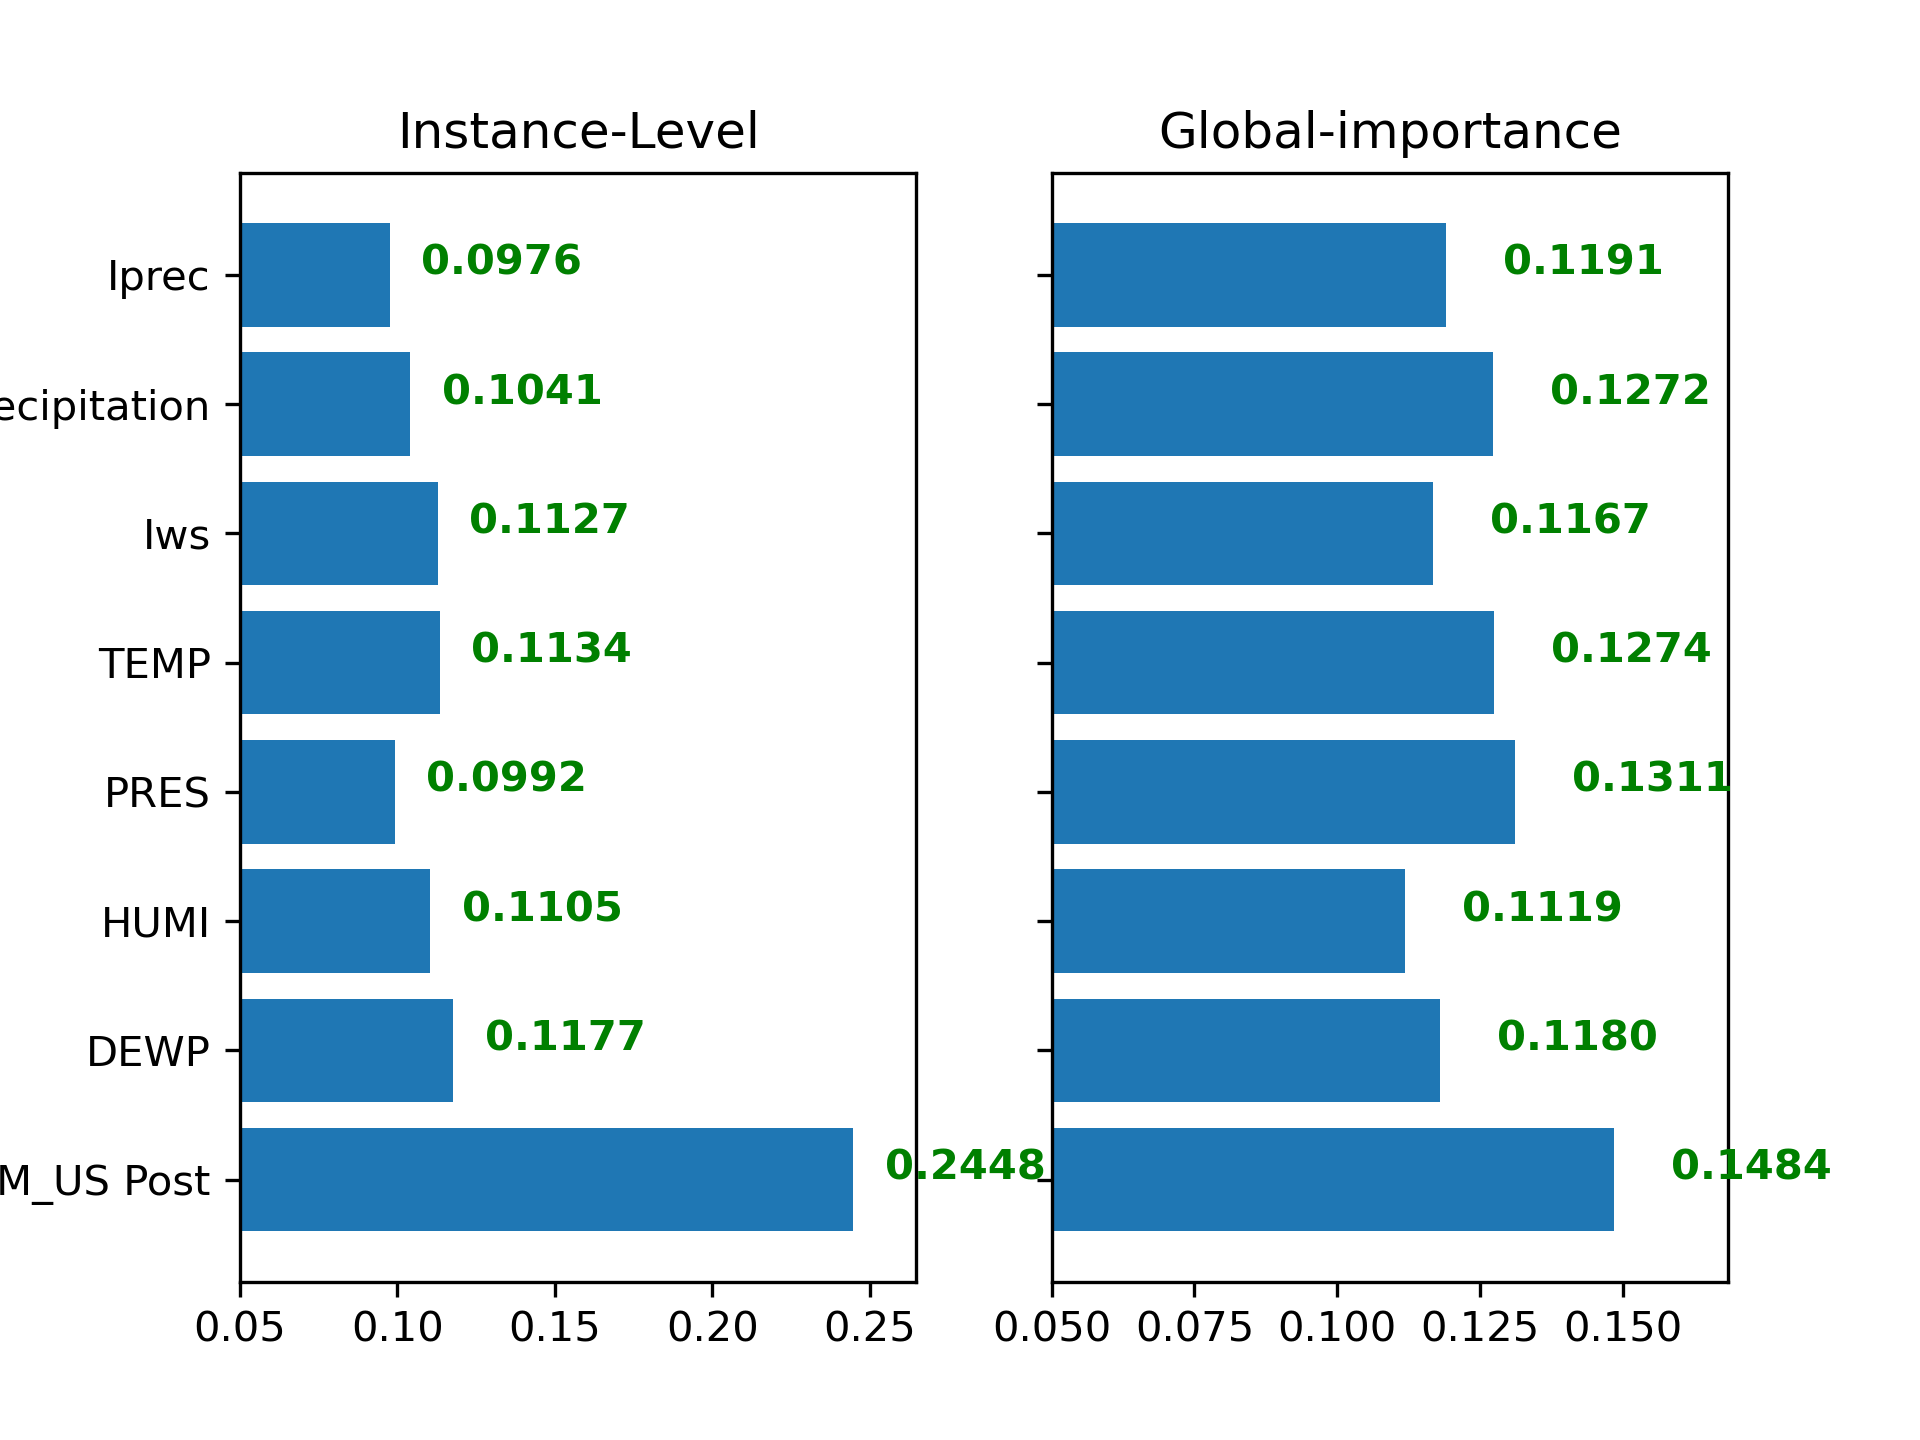 Instance-Level Global-importance
Iprec 0.0976 0.1191
ecipitation 0.1041 0.1272
Iws 0.1127 0.1167
TEMP 0.1134 0.1274
PRES 0.0992 0.1311
HUMI 0.1105 0.1119
DEWP 0.1177 0.1180
M_US Post 0.2448 0.1484
0.05 0.10 0.15 0.20 0.25 0.050 0.075 0.100 0.125 0.150